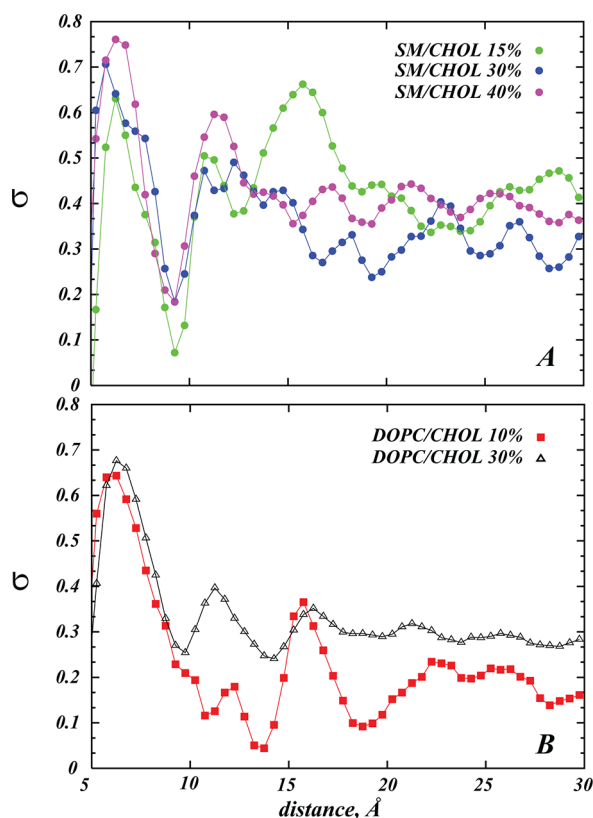 0.8
SM/CHOL 15%
0.7
SM/CHOL 30%
SM/CHOL 40%
0.6
0.5
σ
0.4
0.3
0.2
0.1
A
0
0.8
DOPC/CHOL 10%
DOPC/CHOL 30%
0.7
0.6
0.5
σ
0.4
0.3
0.2
0.1
B
0
5 10 15 20 25 30
distance, Å